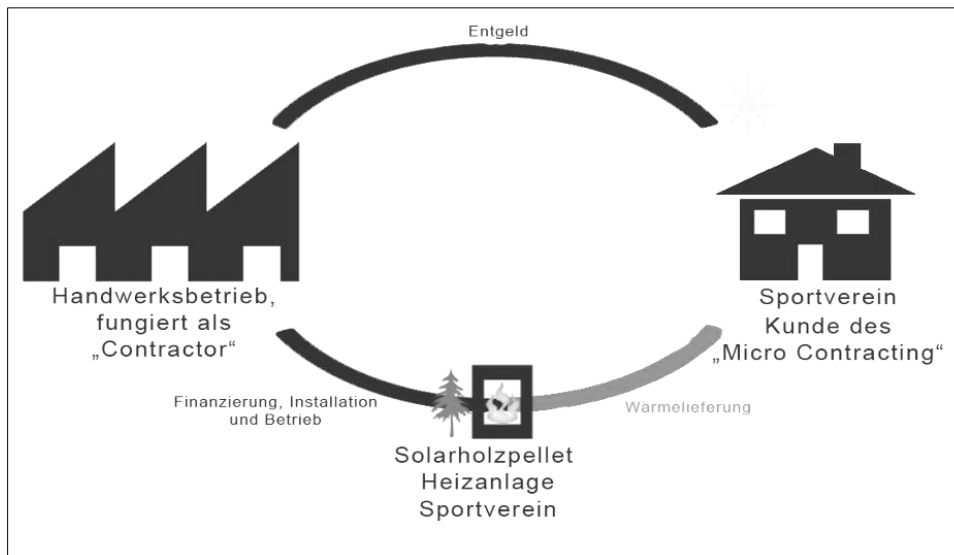 Entgeld
Handwerksbetrieb,
fungiert als
„Contractor“
Sportverein
Kunde des
„Micro Contracting“
Finanzierung, Installation
und Betrieb
Wärmelieferung
Solarholzpellet
Heizanlage
Sportverein